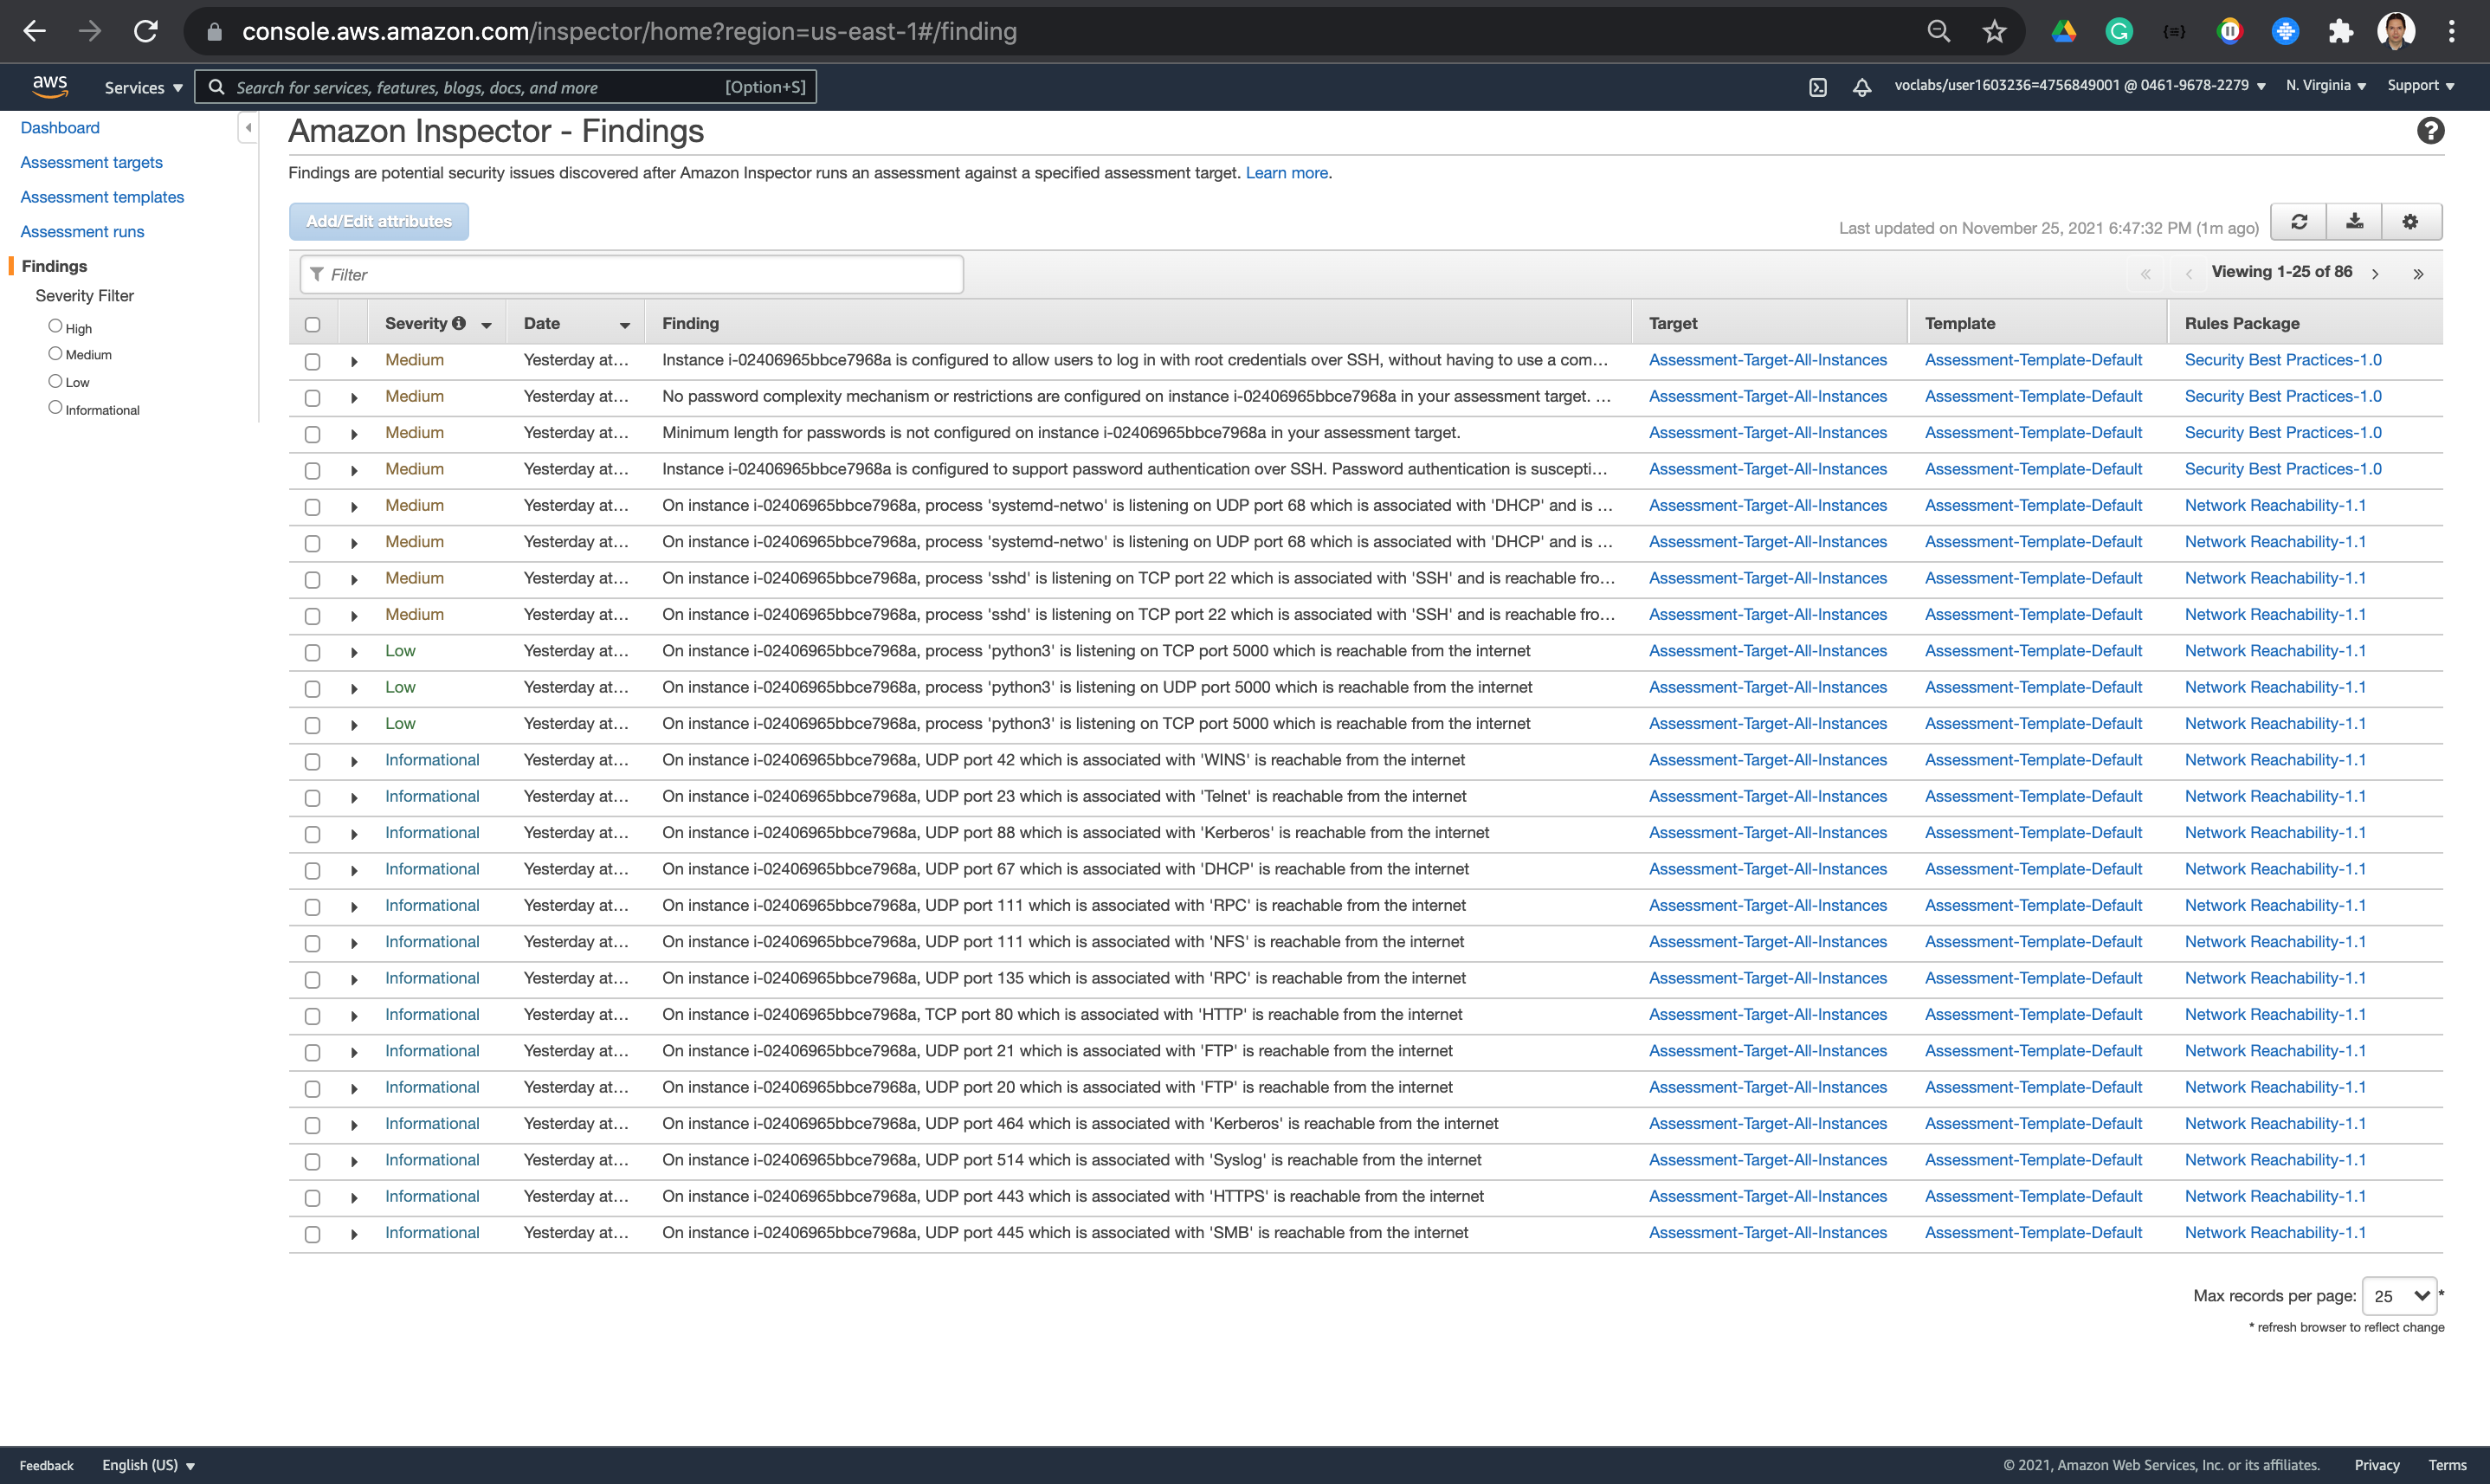 console.aws.amazon.com/inspector/home?region=us-east-1#/finding
aws Services Search for services, features, blogs, docs, and more [Option+S] voclabs/user1603236=4756849001 @ 0461-9678-2279 N. Virginia Support
Dashboard
Assessment targets
Assessment templates
Assessment runs
Findings
Severity Filter
High
Medium
Low
Informational
Amazon Inspector - Findings
Findings are potential security issues discovered after Amazon Inspector runs an assessment against a specified assessment target. Learn more.
Add/Edit attributes Last updated on November 25, 2021 6:47:32 PM (1m ago)
Filter Viewing 1-25 of 86
Severity Date Finding Target Template Rules Package
Medium Yesterday at... Instance i-02406965bbce7968a is configured to allow users to log in with root credentials over SSH, without having to use a com... Assessment-Target-All-Instances Assessment-Template-Default Security Best Practices-1.0
Medium Yesterday at... No password complexity mechanism or restrictions are configured on instance i-02406965bbce7968a in your assessment target. ... Assessment-Target-All-Instances Assessment-Template-Default Security Best Practices-1.0
Medium Yesterday at... Minimum length for passwords is not configured on instance i-02406965bbce7968a in your assessment target. Assessment-Target-All-Instances Assessment-Template-Default Security Best Practices-1.0
Medium Yesterday at... Instance i-02406965bbce7968a is configured to support password authentication over SSH. Password authentication is suscepti... Assessment-Target-All-Instances Assessment-Template-Default Security Best Practices-1.0
Medium Yesterday at... On instance i-02406965bbce7968a, process 'systemd-netwo' is listening on UDP port 68 which is associated with 'DHCP' and is ... Assessment-Target-All-Instances Assessment-Template-Default Network Reachability-1.1
Medium Yesterday at... On instance i-02406965bbce7968a, process 'systemd-netwo' is listening on UDP port 68 which is associated with 'DHCP' and is ... Assessment-Target-All-Instances Assessment-Template-Default Network Reachability-1.1
Medium Yesterday at... On instance i-02406965bbce7968a, process 'sshd' is listening on TCP port 22 which is associated with 'SSH' and is reachable fro... Assessment-Target-All-Instances Assessment-Template-Default Network Reachability-1.1
Medium Yesterday at... On instance i-02406965bbce7968a, process 'sshd' is listening on TCP port 22 which is associated with 'SSH' and is reachable fro... Assessment-Target-All-Instances Assessment-Template-Default Network Reachability-1.1
Low Yesterday at... On instance i-02406965bbce7968a, process 'python3' is listening on TCP port 5000 which is reachable from the internet Assessment-Target-All-Instances Assessment-Template-Default Network Reachability-1.1
Low Yesterday at... On instance i-02406965bbce7968a, process 'python3' is listening on UDP port 5000 which is reachable from the internet Assessment-Target-All-Instances Assessment-Template-Default Network Reachability-1.1
Low Yesterday at... On instance i-02406965bbce7968a, process 'python3' is listening on TCP port 5000 which is reachable from the internet Assessment-Target-All-Instances Assessment-Template-Default Network Reachability-1.1
Informational Yesterday at... On instance i-02406965bbce7968a, UDP port 42 which is associated with 'WINS' is reachable from the internet Assessment-Target-All-Instances Assessment-Template-Default Network Reachability-1.1
Informational Yesterday at... On instance i-02406965bbce7968a, UDP port 23 which is associated with 'Telnet' is reachable from the internet Assessment-Target-All-Instances Assessment-Template-Default Network Reachability-1.1
Informational Yesterday at... On instance i-02406965bbce7968a, UDP port 88 which is associated with 'Kerberos' is reachable from the internet Assessment-Target-All-Instances Assessment-Template-Default Network Reachability-1.1
Informational Yesterday at... On instance i-02406965bbce7968a, UDP port 67 which is associated with 'DHCP' is reachable from the internet Assessment-Target-All-Instances Assessment-Template-Default Network Reachability-1.1
Informational Yesterday at... On instance i-02406965bbce7968a, UDP port 111 which is associated with 'RPC' is reachable from the internet Assessment-Target-All-Instances Assessment-Template-Default Network Reachability-1.1
Informational Yesterday at... On instance i-02406965bbce7968a, UDP port 111 which is associated with 'NFS' is reachable from the internet Assessment-Target-All-Instances Assessment-Template-Default Network Reachability-1.1
Informational Yesterday at... On instance i-02406965bbce7968a, UDP port 135 which is associated with 'RPC' is reachable from the internet Assessment-Target-All-Instances Assessment-Template-Default Network Reachability-1.1
Informational Yesterday at... On instance i-02406965bbce7968a, TCP port 80 which is associated with 'HTTP' is reachable from the internet Assessment-Target-All-Instances Assessment-Template-Default Network Reachability-1.1
Informational Yesterday at... On instance i-02406965bbce7968a, UDP port 21 which is associated with 'FTP' is reachable from the internet Assessment-Target-All-Instances Assessment-Template-Default Network Reachability-1.1
Informational Yesterday at... On instance i-02406965bbce7968a, UDP port 20 which is associated with 'FTP' is reachable from the internet Assessment-Target-All-Instances Assessment-Template-Default Network Reachability-1.1
Informational Yesterday at... On instance i-02406965bbce7968a, UDP port 464 which is associated with 'Kerberos' is reachable from the internet Assessment-Target-All-Instances Assessment-Template-Default Network Reachability-1.1
Informational Yesterday at... On instance i-02406965bbce7968a, UDP port 514 which is associated with 'Syslog' is reachable from the internet Assessment-Target-All-Instances Assessment-Template-Default Network Reachability-1.1
Informational Yesterday at... On instance i-02406965bbce7968a, UDP port 443 which is associated with 'HTTPS' is reachable from the internet Assessment-Target-All-Instances Assessment-Template-Default Network Reachability-1.1
Informational Yesterday at... On instance i-02406965bbce7968a, UDP port 445 which is associated with 'SMB' is reachable from the internet Assessment-Target-All-Instances Assessment-Template-Default Network Reachability-1.1
Max records per page: 25 *
* refresh browser to reflect change
Feedback English (US) © 2021, Amazon Web Services, Inc. or its affiliates. Privacy Terms